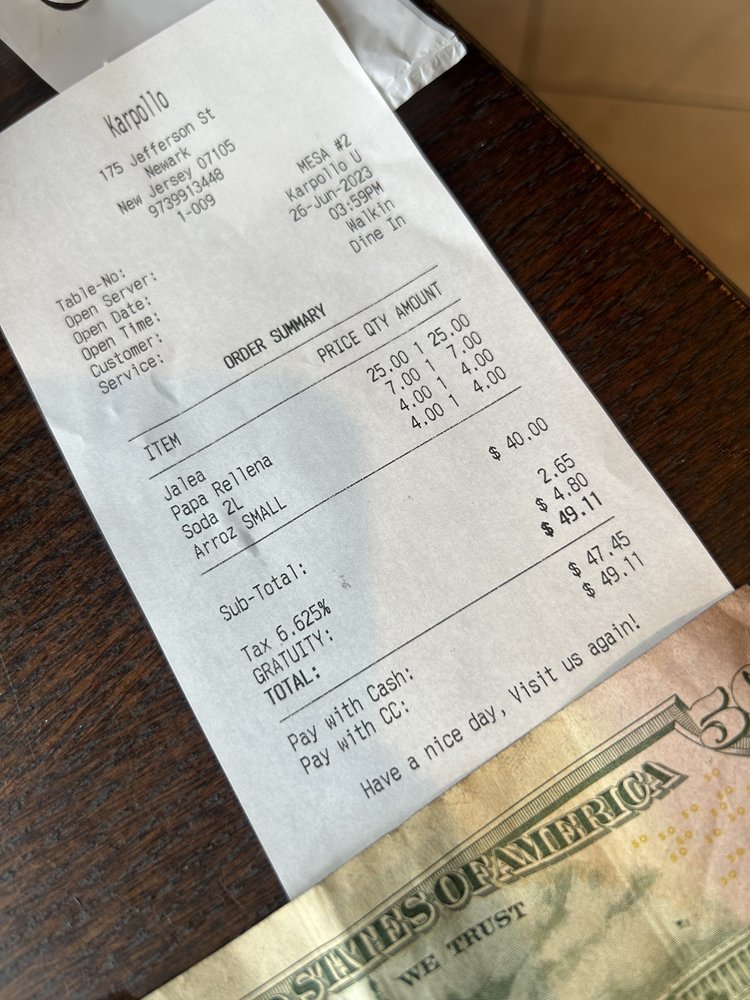 Karpollo
175 Jefferson St
Newark
New Jersey 07105
9739913448
1-009
Table-No: MESA #2
Open Server: Karpollo U
Open Date: 26-Jun-2023
Open Time: 03:59PM
Customer: Walkin
Service: Dine In
ORDER SUMMARY
ITEM PRICE QTY AMOUNT
Jalea 25.00 1 25.00
Papa Rellena 7.00 1 7.00
Soda 2L 4.00 1 4.00
Arroz SMALL 4.00 1 4.00
Sub-Total: $ 40.00
Tax 6.625% 2.65
GRATUITY: $ 4.80
TOTAL: $ 49.11
Pay with Cash: $ 47.45
Pay with CC: $ 49.11
Have a nice day, Visit us again!
STATES OF AMERICA
WE TRUST
50